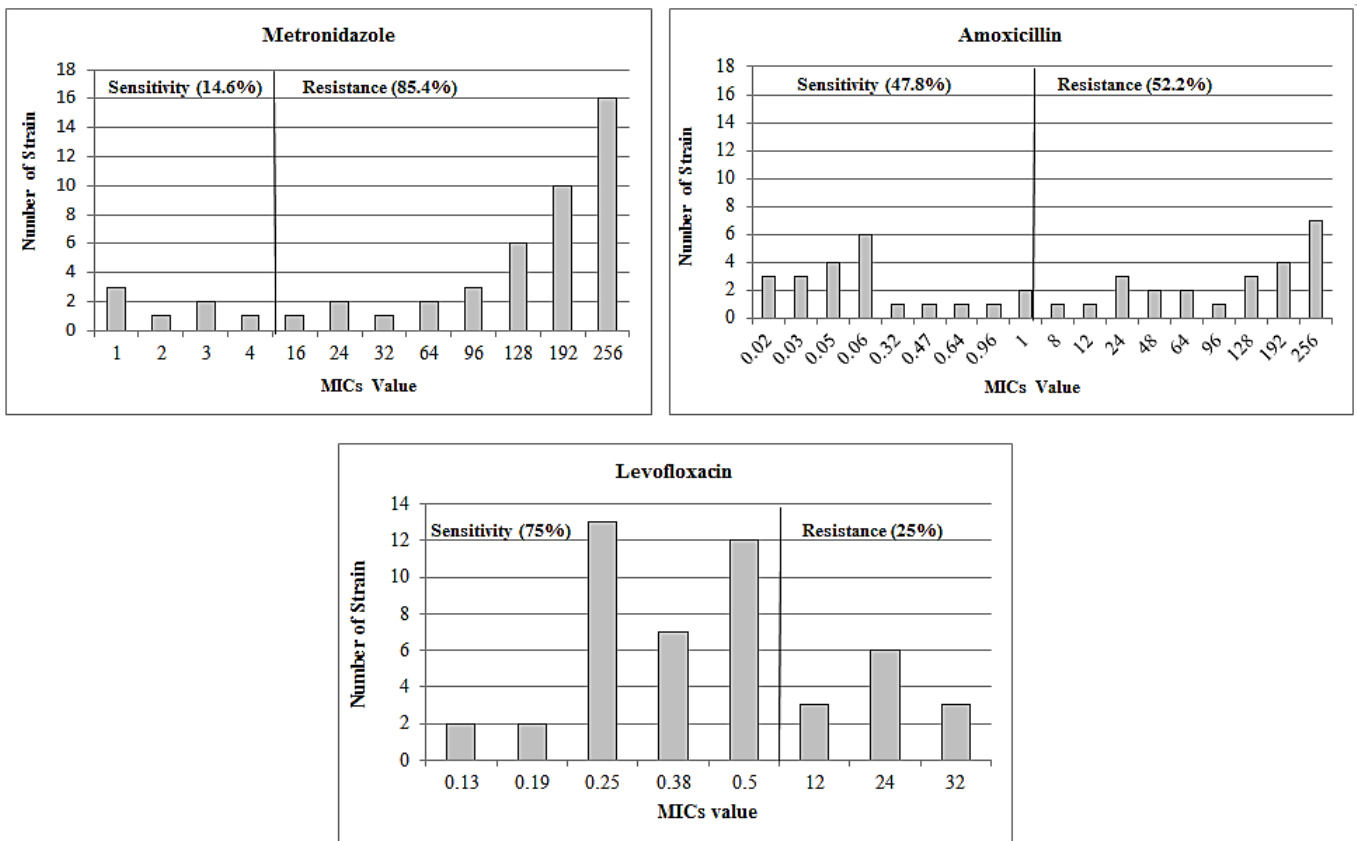 Metronidazole
Number of Strain
18
16
14
12
10
8
6
4
2
0
Sensitivity (14.6%) Resistance (85.4%)
1 2 3 4 16 24 32 64 96 128 192 256
MICs Value
Amoxicillin
Number of Strain
18
16
14
12
10
8
6
4
2
0
Sensitivity (47.8%) Resistance (52.2%)
0.02 0.03 0.05 0.06 0.32 0.47 0.64 0.96 1 8 12 24 48 64 96 128 192 256
MICs Value
Levofloxacin
Number of Strain
14
12
10
8
6
4
2
0
Sensitivity (75%) Resistance (25%)
0.13 0.19 0.25 0.38 0.5 12 24 32
MICs value